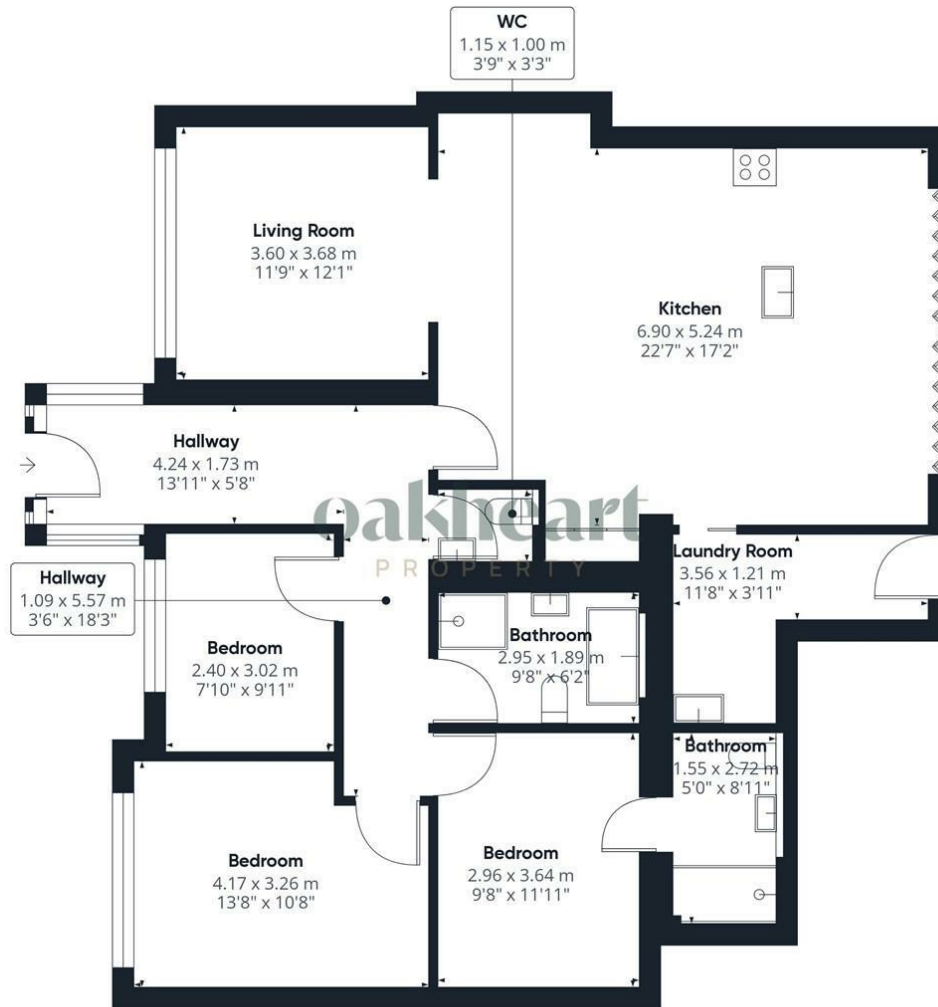 WC
1.15 x 1.00 m
3'9" x 3'3"
Living Room
3.60 x 3.68 m
11'9" x 12'1"
Kitchen
6.90 x 5.24 m
22'7" x 17'2"
Hallway
4.24 x 1.73 m
13'11" x 5'8"
oakheart
PROPERTY
Laundry Room
3.56 x 1.21 m
11'8" x 3'11"
Hallway
1.09 x 5.57 m
3'6" x 18'3"
Bedroom
2.40 x 3.02 m
7'10" x 9'11"
Bathroom
2.95 x 1.89 m
9'8" x 6'2"
Bathroom
1.55 x 2.72 m
5'0" x 8'11"
Bedroom
4.17 x 3.26 m
13'8" x 10'8"
Bedroom
2.96 x 3.64 m
9'8" x 11'11"